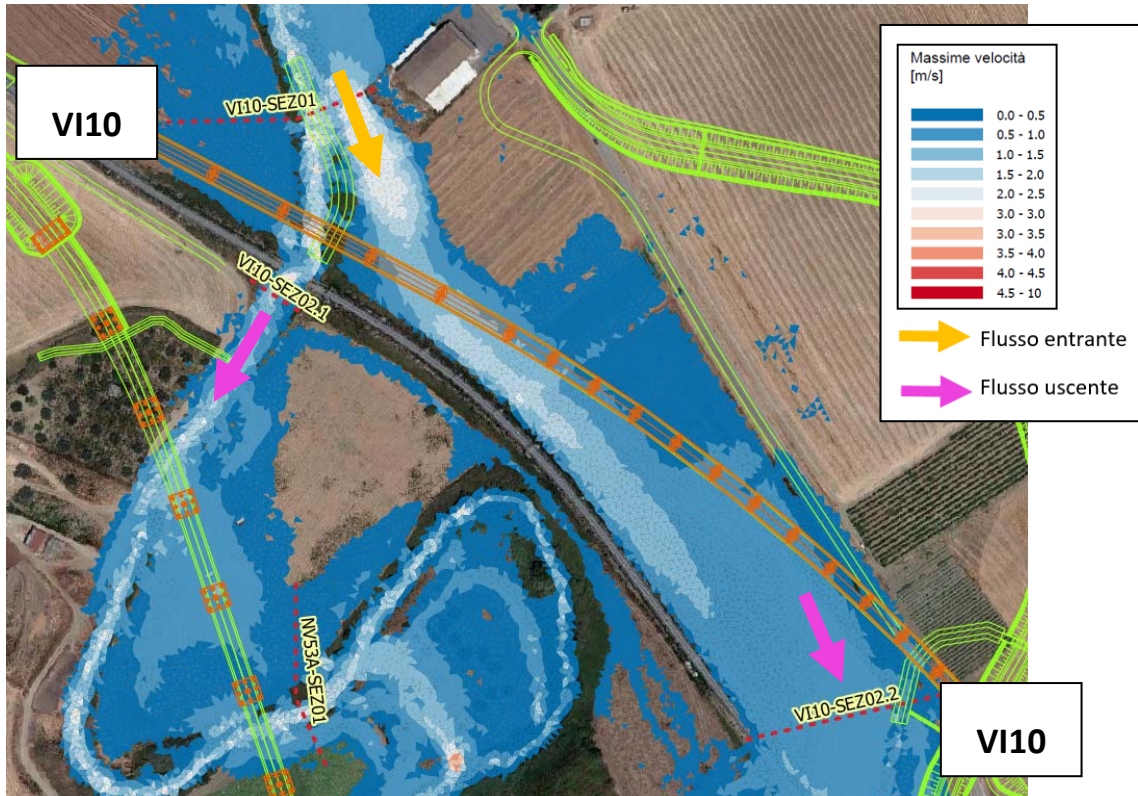 VI10
VI10-SEZ01
VI10-SEZ02.1
NV53A-SEZ01
VI10-SEZ02.2
VI10
Massime velocità
[m/s]
0.0 - 0.5
0.5 - 1.0
1.0 - 1.5
1.5 - 2.0
2.0 - 2.5
3.0 - 3.0
3.0 - 3.5
3.5 - 4.0
4.0 - 4.5
4.5 - 10
Flusso entrante
Flusso uscente